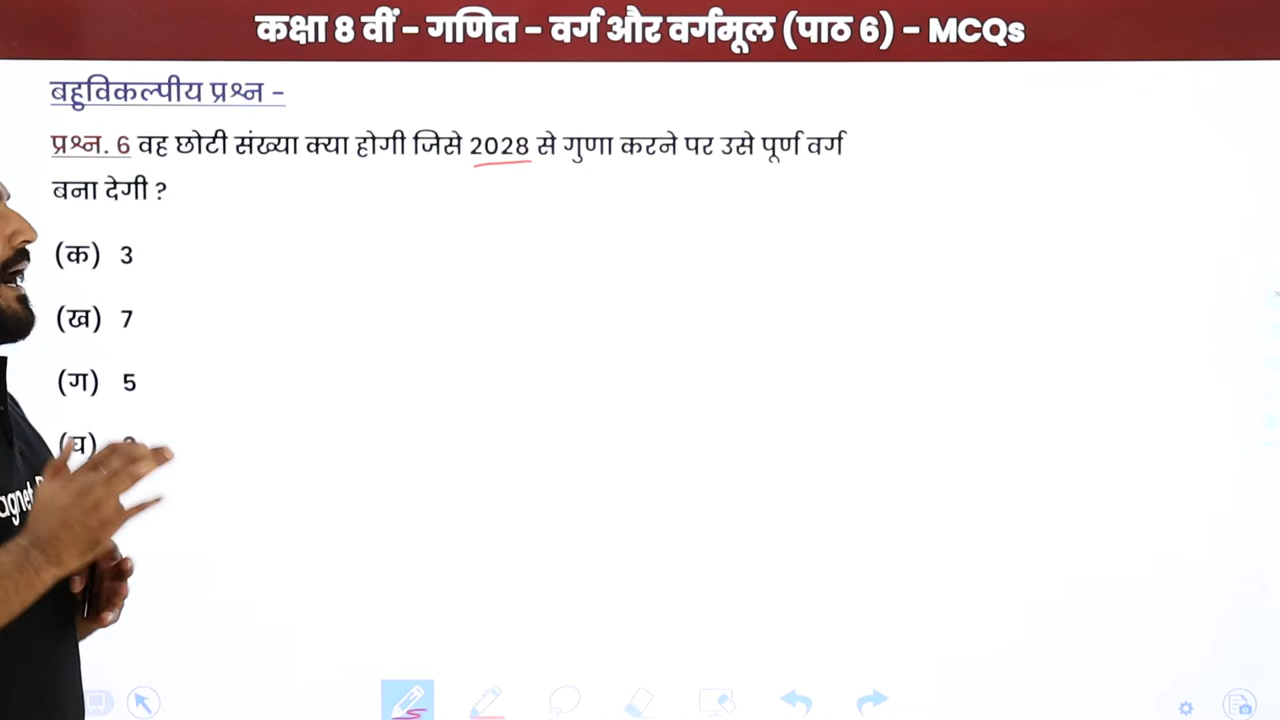 कक्षा 8 वीं - गणित - वर्ग और वर्गमूल (पाठ 6) - MCQs
बहुविकल्पीय प्रश्न -
प्रश्न. 6 वह छोटी संख्या क्या होगी जिसे 2028 से गुणा करने पर उसे पूर्ण वर्ग
बना देगी ?
(क) 3
(ख) 7
(ग) 5
(घ)